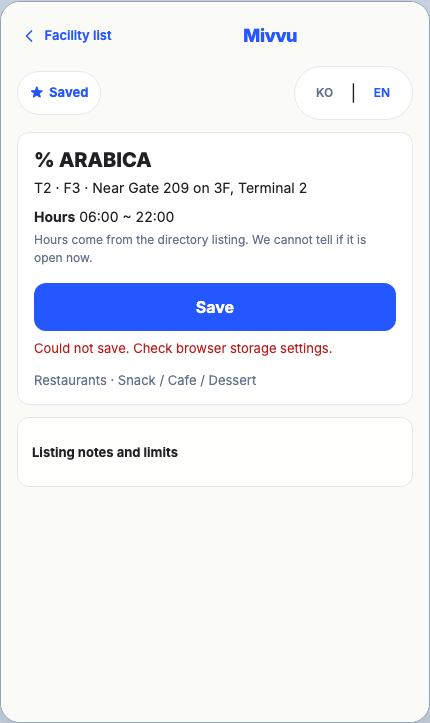 Facility list
Mivvu
Saved
KO | EN
% ARABICA
T2 · F3 · Near Gate 209 on 3F, Terminal 2
Hours 06:00 ~ 22:00
Hours come from the directory listing. We cannot tell if it is
open now.
Save
Could not save. Check browser storage settings.
Restaurants · Snack / Cafe / Dessert
Listing notes and limits